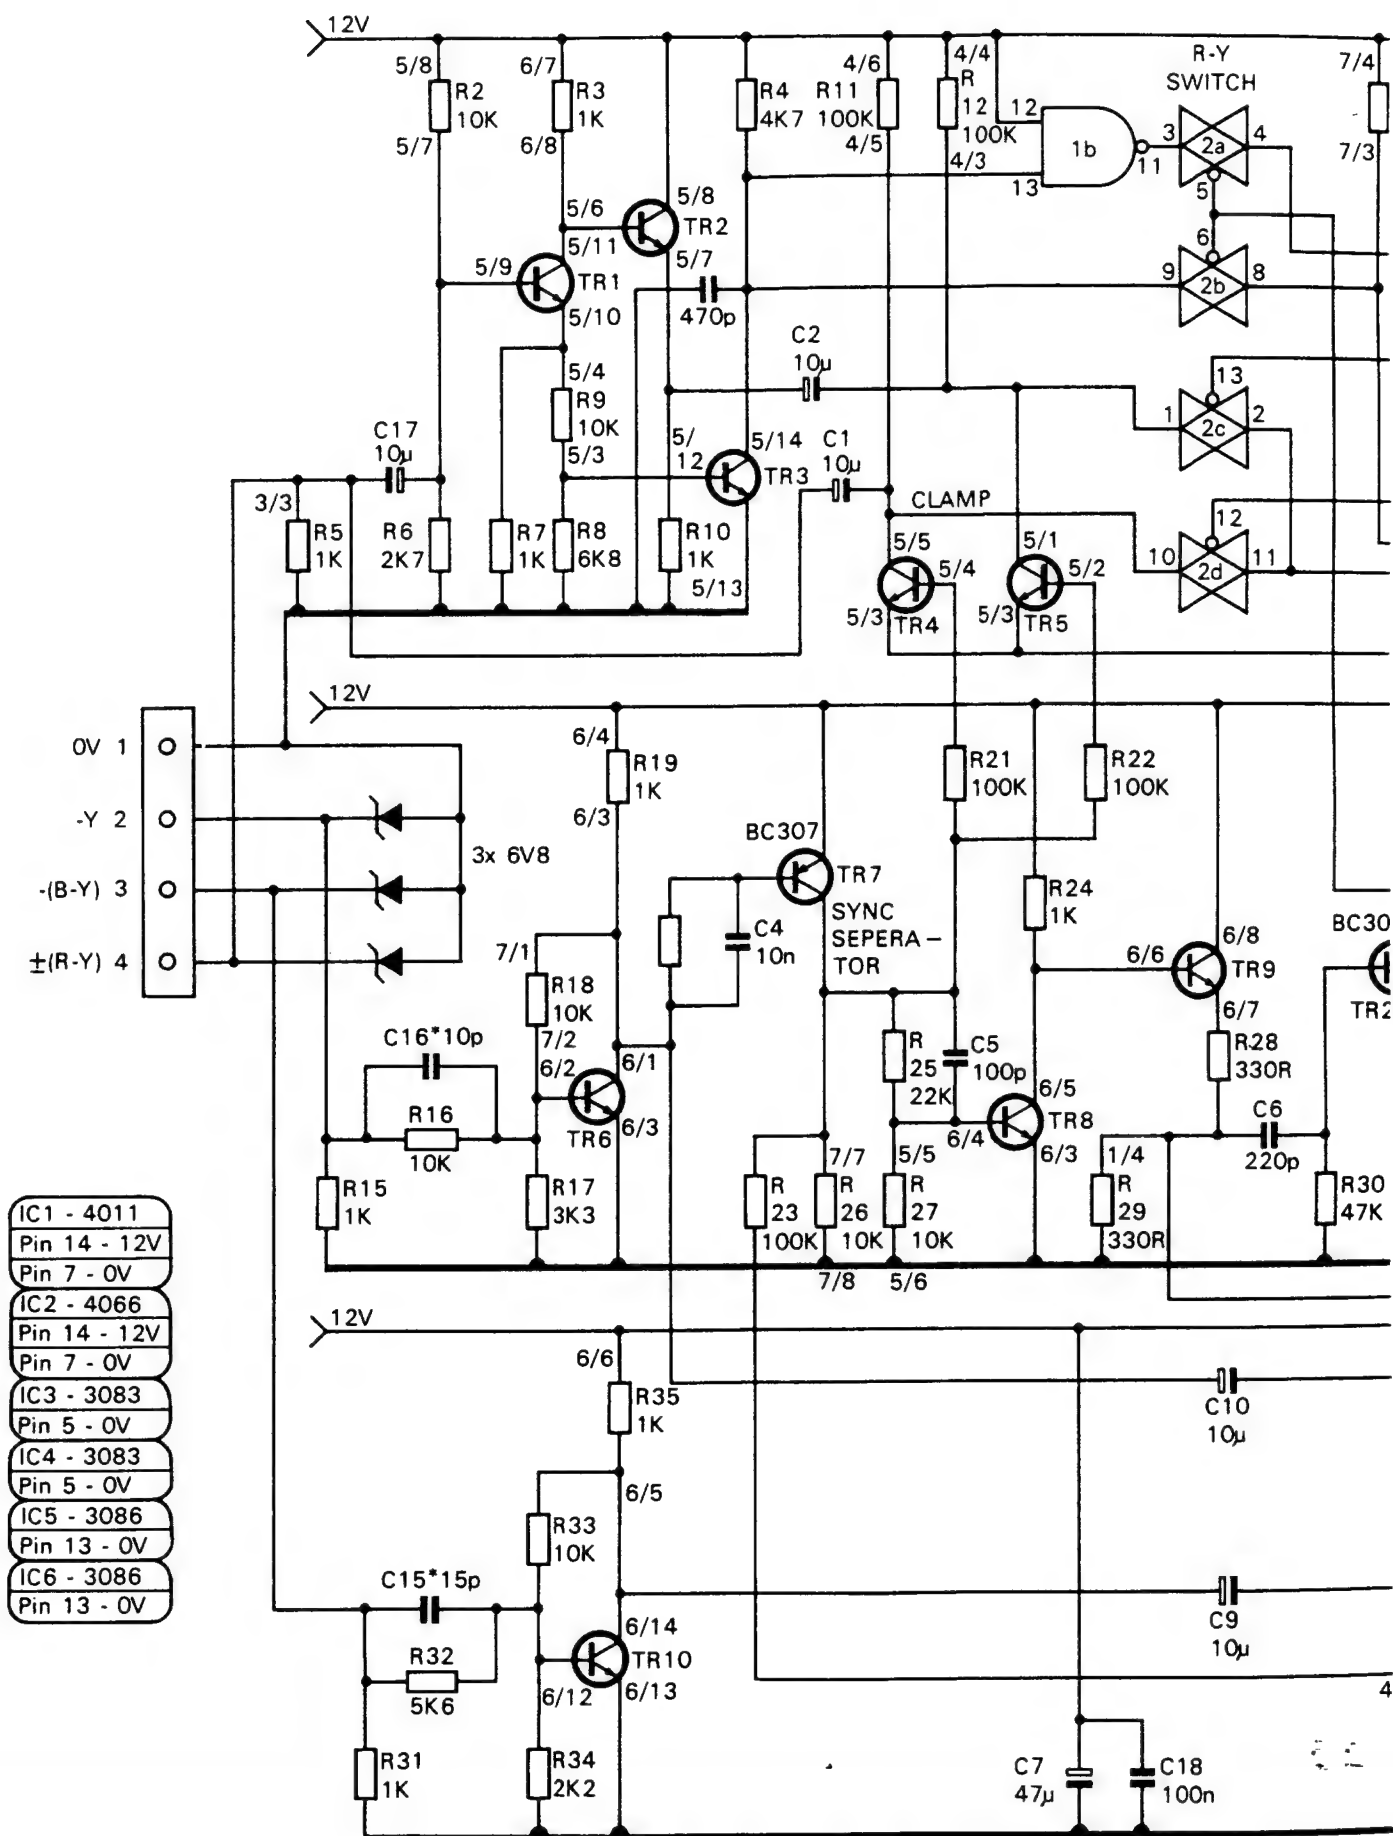 12V
5/8
R2
10K
5/7
6/7
R3
1K
6/8
R4
4K7
4/6
R11
100K
4/5
4/4
R
12
100K
4/3
12
13
1b
11
R-Y
SWITCH
3
2a
4
5
7/4
7/3
5/6
5/11
5/8
TR2
5/7
5/9
TR1
5/10
470p
6
9
2b
8
C2
10µ
5/4
R9
10K
5/3
13
1
2c
2
C17
10µ
3/3
R5
1K
R6
2K7
R7
1K
R8
6K8
5/
12
5/14
TR3
R10
1K
5/13
C1
10µ
CLAMP
5/5
5/4
5/3
TR4
5/1
5/2
5/3
TR5
12
10
2d
11
12V
0V 1
-Y 2
-(B-Y) 3
±(R-Y) 4
3x 6V8
6/4
R19
1K
6/3
BC307
TR7
SYNC
SEPERA-
TOR
C4
10n
R21
100K
R22
100K
R24
1K
6/6
6/8
TR9
6/7
R28
330R
BC30
TR2
7/1
R18
10K
7/2
6/2
6/1
TR6
6/3
C16*10p
R16
10K
R15
1K
R17
3K3
R
25
22K
C5
100p
6/4
6/5
TR8
6/3
R
23
100K
7/7
R
26
10K
7/8
5/5
R
27
10K
5/6
1/4
R
29
330R
C6
220p
R30
47K
IC1 - 4011
Pin 14 - 12V
Pin 7 - 0V
IC2 - 4066
Pin 14 - 12V
Pin 7 - 0V
IC3 - 3083
Pin 5 - 0V
IC4 - 3083
Pin 5 - 0V
IC5 - 3086
Pin 13 - 0V
IC6 - 3086
Pin 13 - 0V
12V
6/6
R35
1K
6/5
R33
10K
C10
10µ
C15*15p
R32
5K6
R31
1K
6/14
TR10
6/12
6/13
R34
2K2
C9
10µ
4
C7
47µ
C18
100n